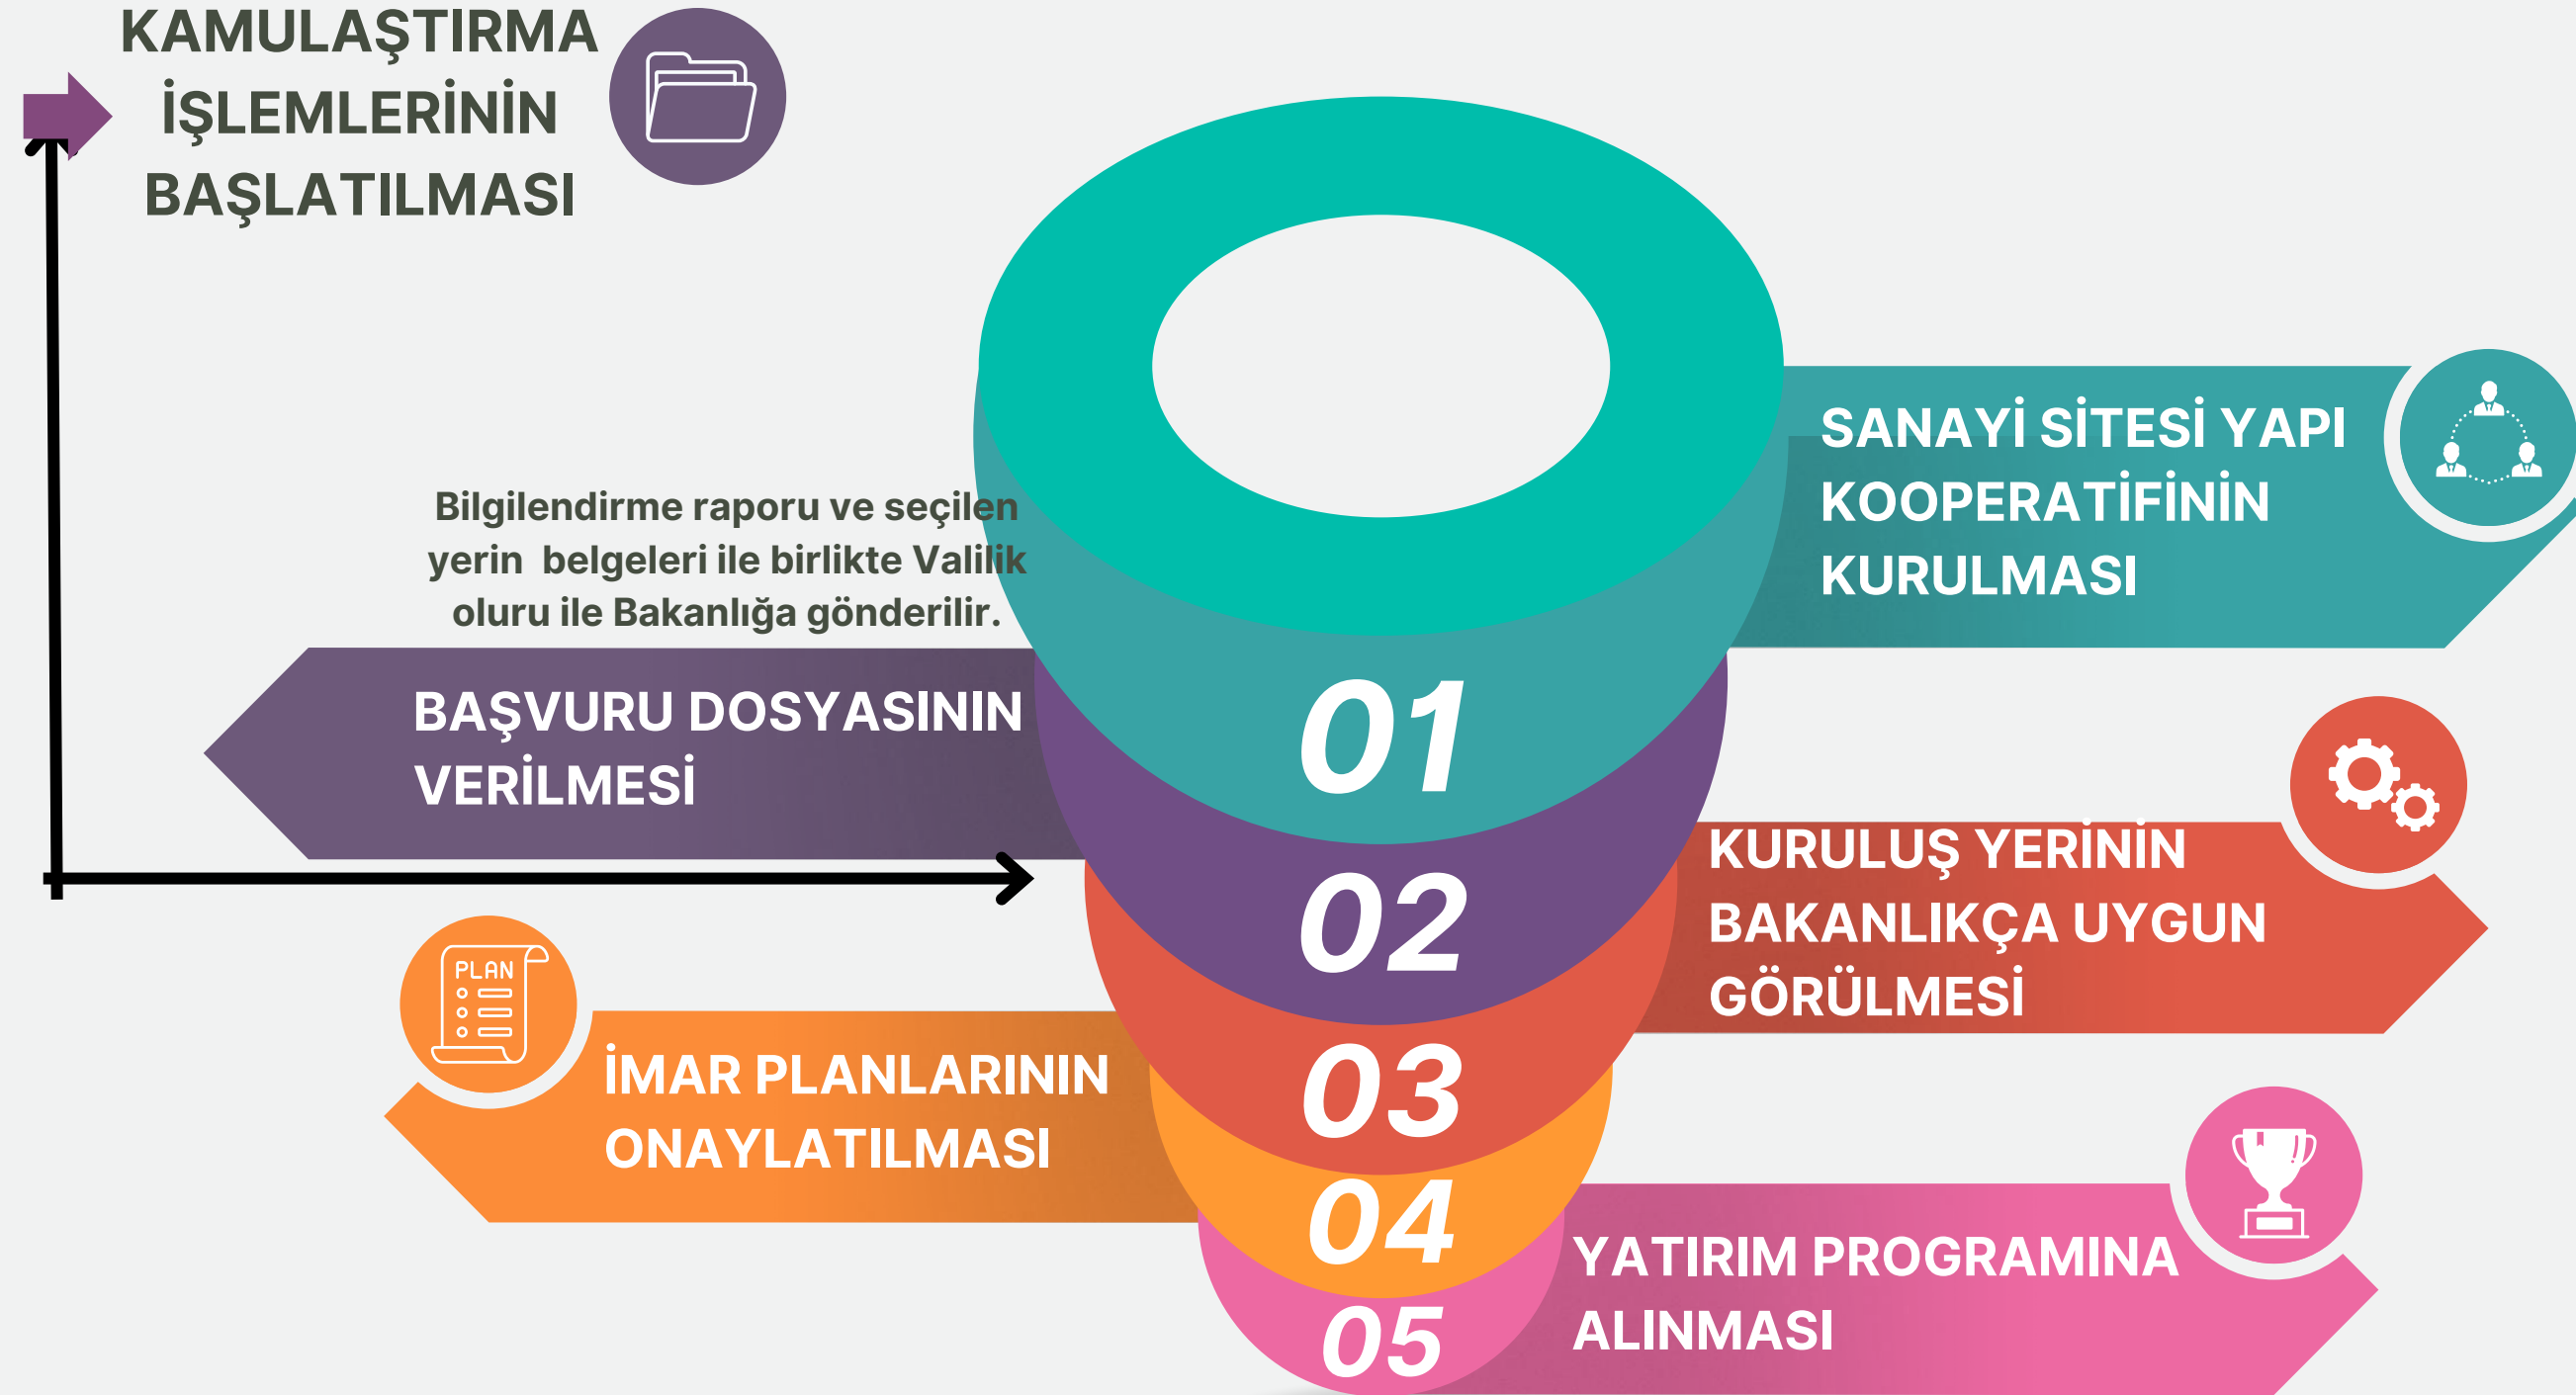 KAMULAŞTIRMA
İŞLEMLERİNİN
BAŞLATILMASI
SANAYİ SİTESİ YAPI
KOOPERATİFİNİN
KURULMASI
Bilgilendirme raporu ve seçilen
yerin belgeleri ile birlikte Valilik
oluru ile Bakanlığa gönderilir.
01
BAŞVURU DOSYASININ
VERİLMESİ
02
KURULUŞ YERİNİN
BAKANLIKÇA UYGUN
GÖRÜLMESİ
03
PLAN
İMAR PLANLARININ
ONAYLATILMASI
04
YATIRIM PROGRAMINA
ALINMASI
05